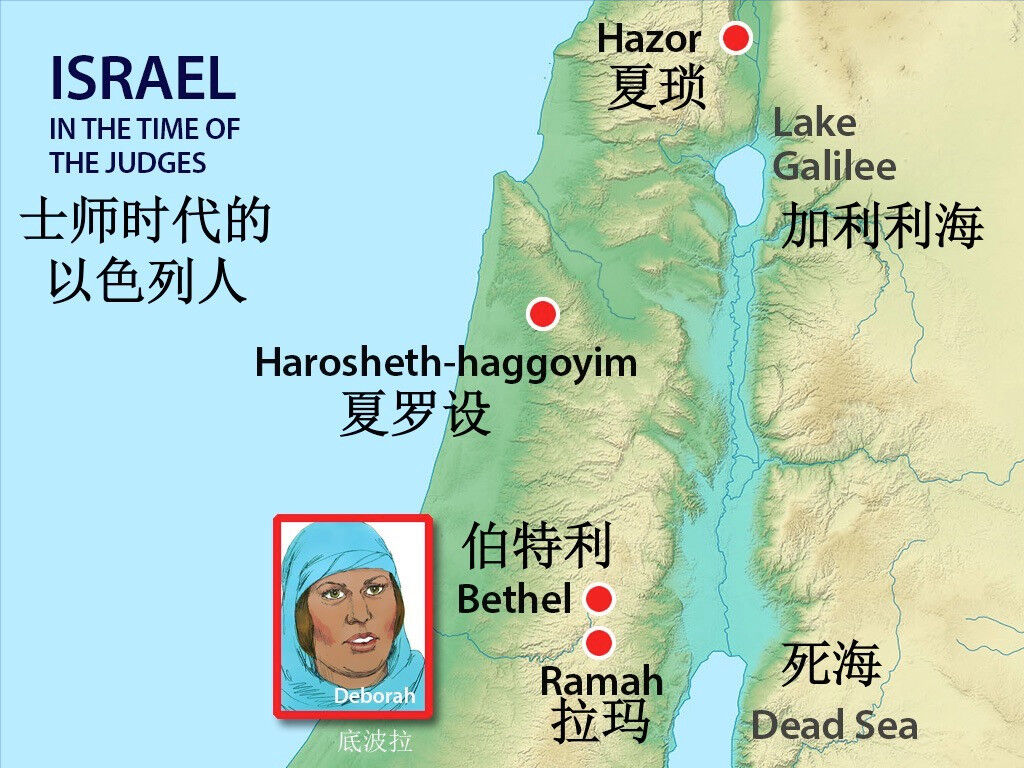 ISRAEL
IN THE TIME OF
THE JUDGES
士师时代的
以色列人
Hazor
夏琐
Lake
Galilee
加利利海
Harosheth-haggoyim
夏罗设
伯特利
Bethel
Ramah
拉玛
Deborah
底波拉
死海
Dead Sea